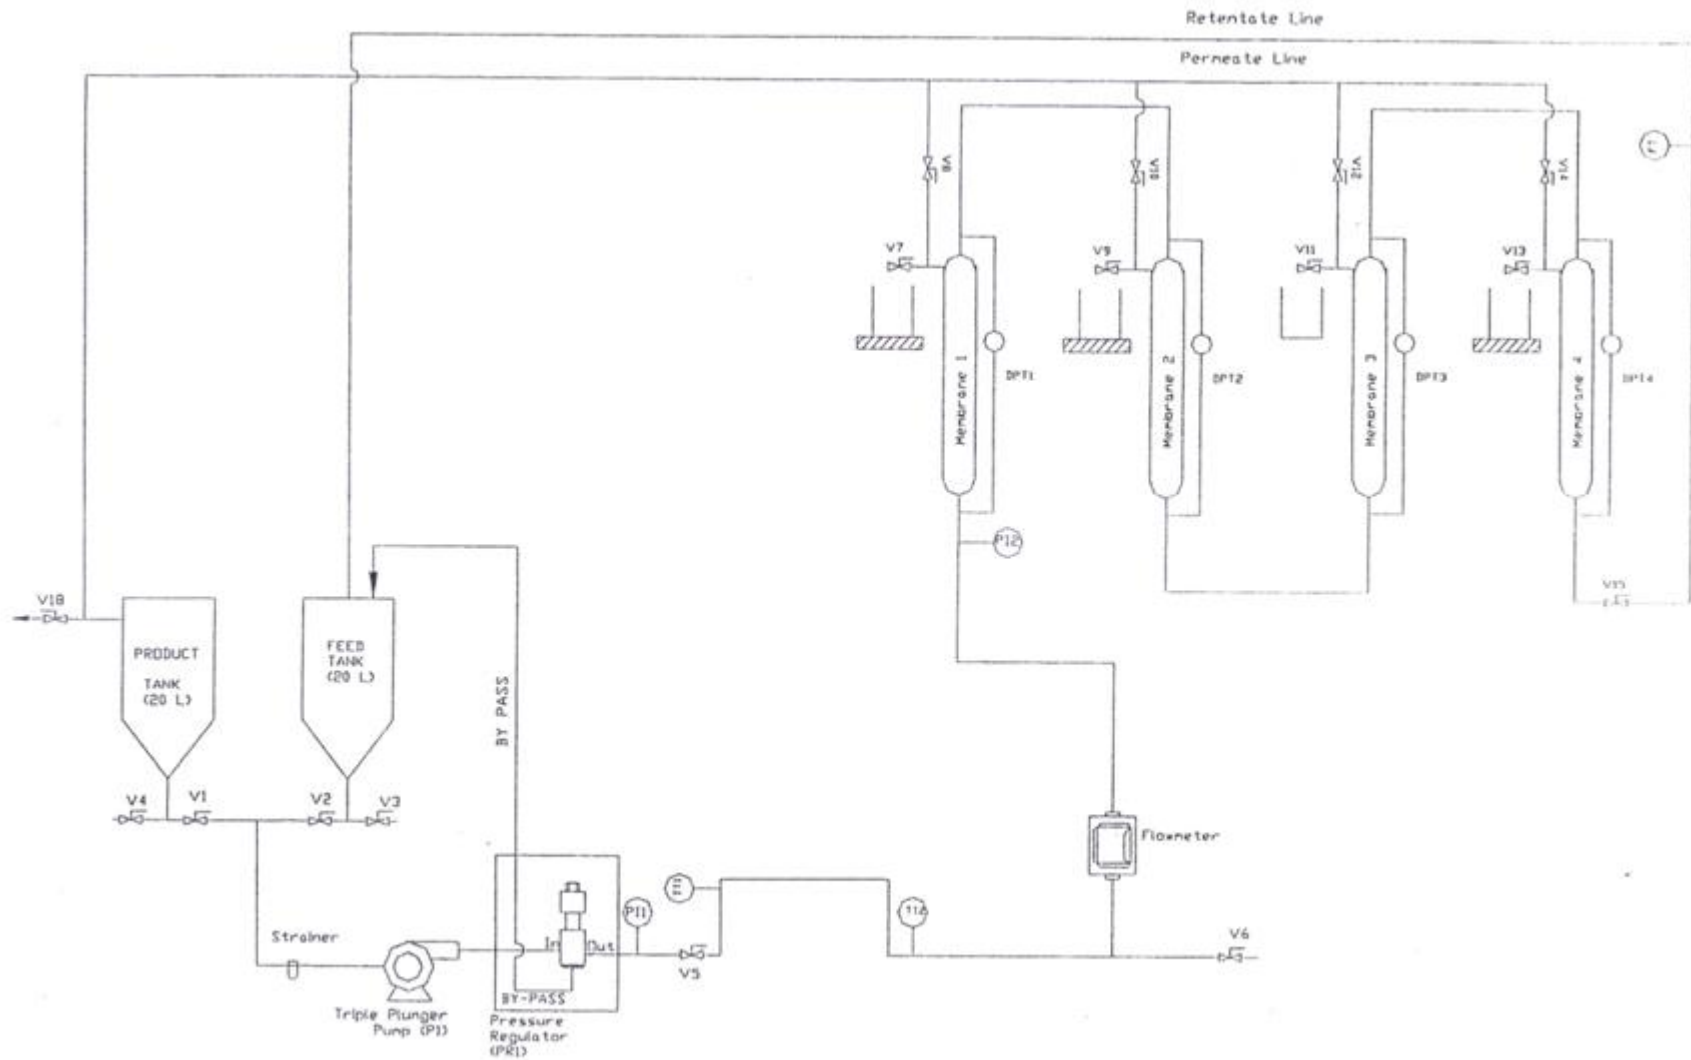 Retentate Line
Permeate Line
V8
V10
V12
V14
V7
V9
V11
V13
Membrane 1
Membrane 2
Membrane 3
Membrane 4
DPT1
DPT2
DPT3
DPT4
PI2
V15
V18
PRODUCT
TANK
(20 L)
FEED
TANK
(20 L)
BY PASS
V4
V1
V2
V3
Flowmeter
PI1
In
Out
V5
V6
Strainer
BY-PASS
Triple Plunger
Pump (P1)
Pressure
Regulator
(PR1)